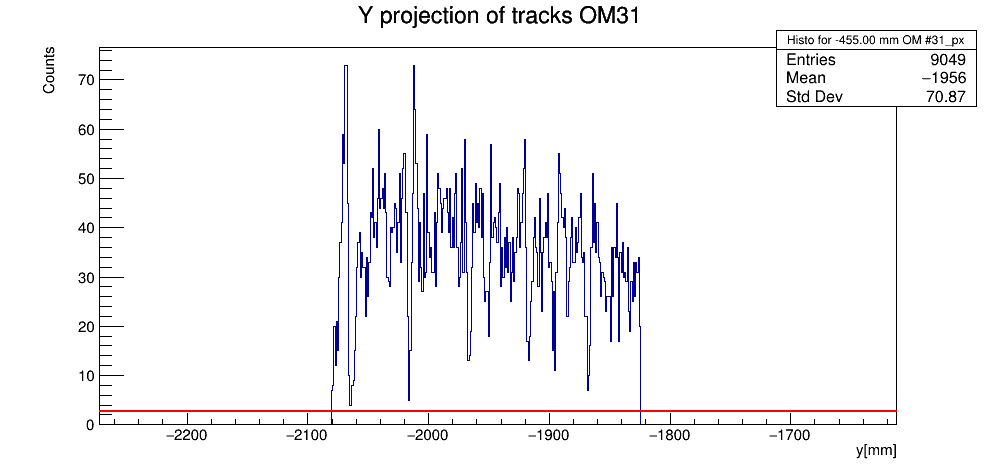 Y projection of tracks OM31
Histo for -455.00 mm OM #31_px
Entries 9049
Mean −1956
Std Dev 70.87
Counts
70
60
50
40
30
20
10
0
−2200 −2100 −2000 −1900 −1800 −1700
y[mm]